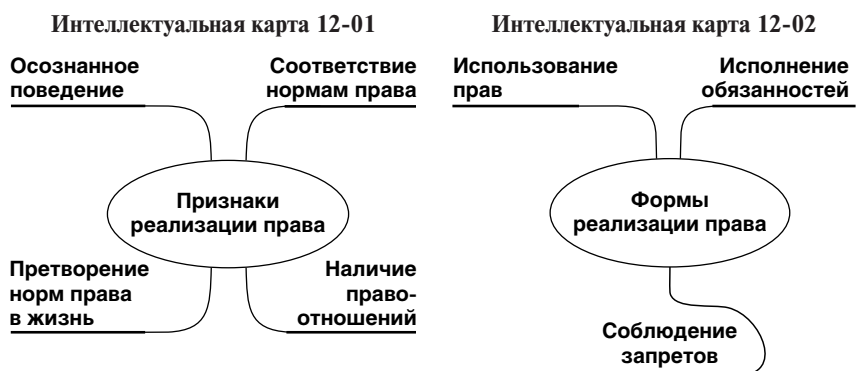 Интеллектуальная карта 12-01
Осознанное
поведение
Соответствие
нормам права
Признаки
реализации права
Претворение
норм права
в жизнь
Наличие
право-
отношений
Интеллектуальная карта 12-02
Использование
прав
Исполнение
обязанностей
Формы
реализации права
Соблюдение
запретов